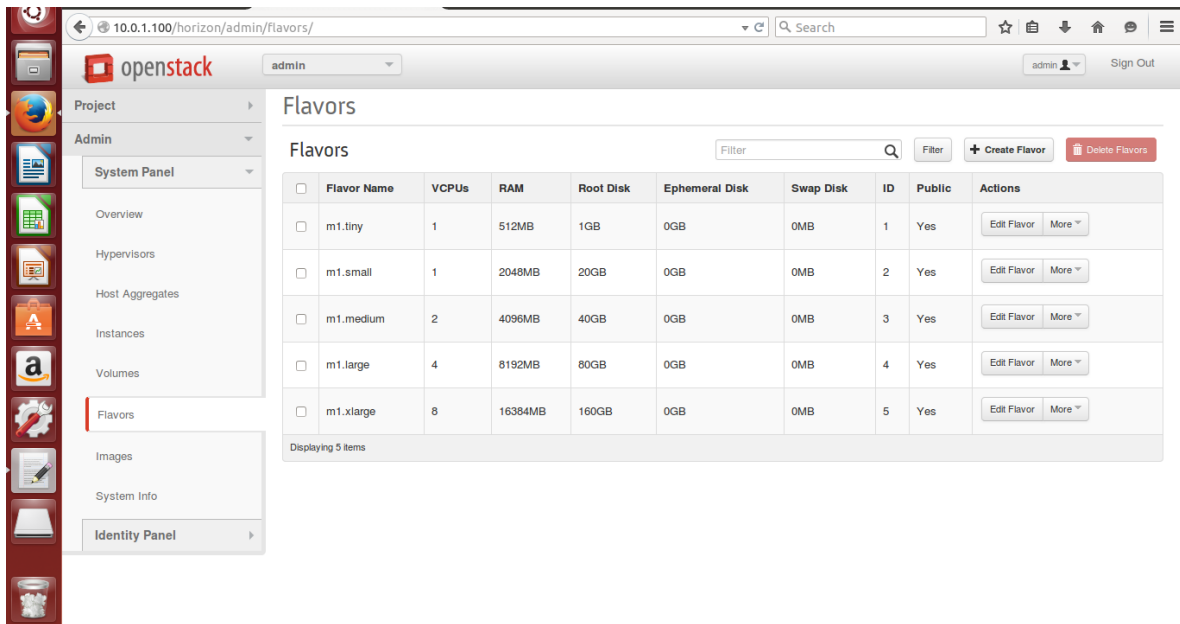 10.0.1.100/horizon/admin/flavors/
Search
openstack
admin
admin
Sign Out
Project
Admin
System Panel
Overview
Hypervisors
Host Aggregates
Instances
Volumes
Flavors
Images
System Info
Identity Panel
Flavors
Flavors
Filter
Filter
+ Create Flavor
Delete Flavors
Flavor Name VCPUs RAM Root Disk Ephemeral Disk Swap Disk ID Public Actions
m1.tiny 1 512MB 1GB 0GB 0MB 1 Yes Edit Flavor More
m1.small 1 2048MB 20GB 0GB 0MB 2 Yes Edit Flavor More
m1.medium 2 4096MB 40GB 0GB 0MB 3 Yes Edit Flavor More
m1.large 4 8192MB 80GB 0GB 0MB 4 Yes Edit Flavor More
m1.xlarge 8 16384MB 160GB 0GB 0MB 5 Yes Edit Flavor More
Displaying 5 items